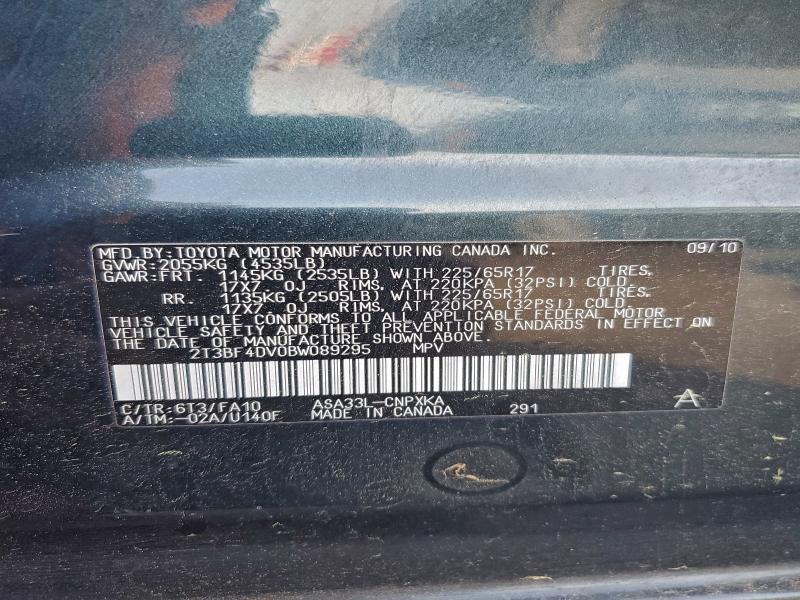 MFD.BY:TOYOTA MOTOR MANUFACTURING CANADA INC. 09/10
GVWR:2055KG (4535LB)
GAWR:FRT. 1145KG (2535LB) WITH 225/65R17 TIRES,
17X7.0J RIMS, AT 220KPA (32PSI) COLD.
RR. 1135KG (2505LB) WITH 225/65R17 TIRES,
17X7.0J RIMS, AT 220KPA (32PSI) COLD.
THIS VEHICLE CONFORMS TO ALL APPLICABLE FEDERAL MOTOR
VEHICLE SAFETY AND THEFT PREVENTION STANDARDS IN EFFECT ON
THE DATE OF MANUFACTURE SHOWN ABOVE.
2T3BF4DV0BW089295 MPV
C/TR:6T3/FA10 ASA33L-CNPXKA
A/TM:-02A/U140F MADE IN CANADA 291 A